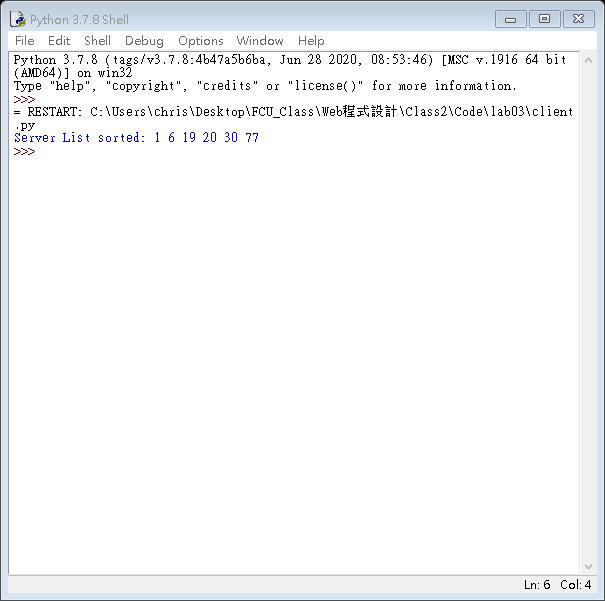 Python 3.7.8 Shell
File Edit Shell Debug Options Window Help
Python 3.7.8 (tags/v3.7.8:4b47a5b6ba, Jun 28 2020, 08:53:46) [MSC v.1916 64 bit
(AMD64)] on win32
Type "help", "copyright", "credits" or "license()" for more information.
>>>
= RESTART: C:\Users\chris\Desktop\FCU_Class\Web程式設計\Class2\Code\lab03\client
.py
Server List sorted: 1 6 19 20 30 77
>>>
Ln: 6 Col: 4